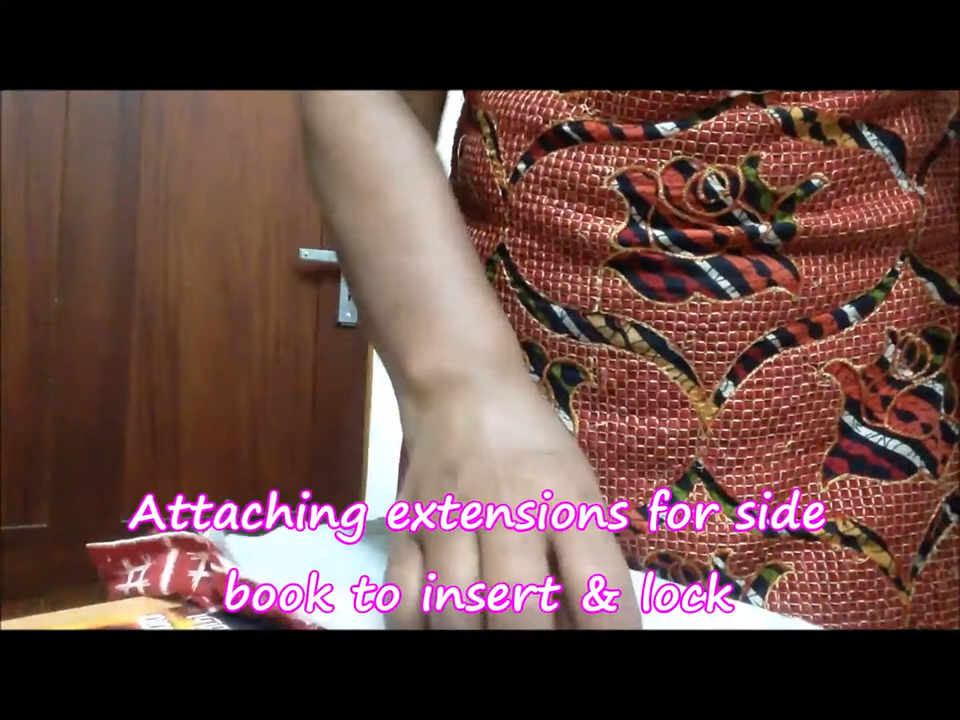 Attaching extensions for side
book to insert & lock